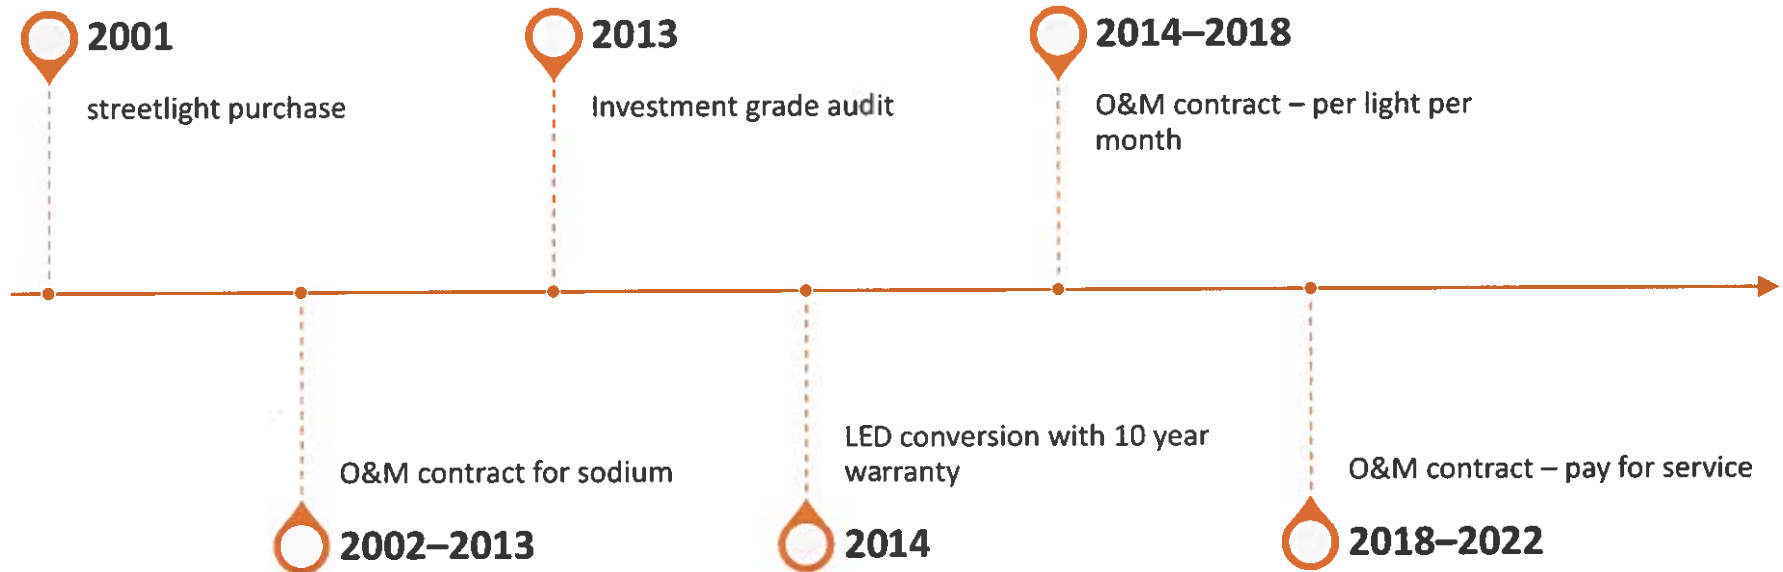 2001
streetlight purchase
2013
Investment grade audit
2014–2018
O&M contract – per light per
month
O&M contract for sodium
2002–2013
LED conversion with 10 year
warranty
2014
O&M contract – pay for service
2018–2022